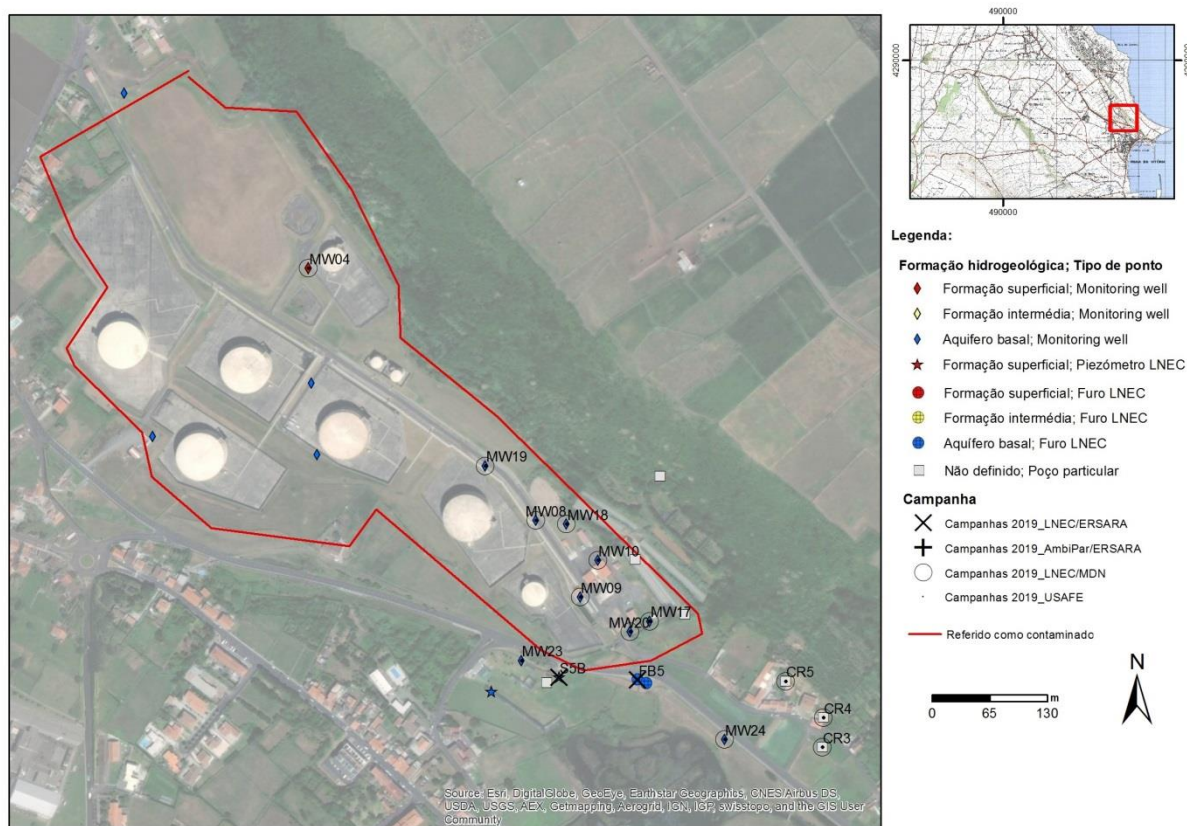 490000
4290000
4290000
PRAIA DA VITÓRIA
490000
MW04
MW19
MW08
MW18
MW10
MW09
MW17
MW20
MW23
S5B
FB5
CR5
CR4
CR3
MW24
Source: Esri, DigitalGlobe, GeoEye, Earthstar Geographics, CNES/Airbus DS,
USDA, USGS, AEX, Getmapping, Aerogrid, IGN, IGP, swisstopo, and the GIS User
Community
Legenda:
Formação hidrogeológica; Tipo de ponto
Formação superficial; Monitoring well
Formação intermédia; Monitoring well
Aquífero basal; Monitoring well
Formação superficial; Piezómetro LNEC
Formação superficial; Furo LNEC
Formação intermédia; Furo LNEC
Aquífero basal; Furo LNEC
Não definido; Poço particular
Campanha
Campanhas 2019_LNEC/ERSARA
Campanhas 2019_AmbiPar/ERSARA
Campanhas 2019_LNEC/MDN
Campanhas 2019_USAFE
Referido como contaminado
N
m
0 65 130